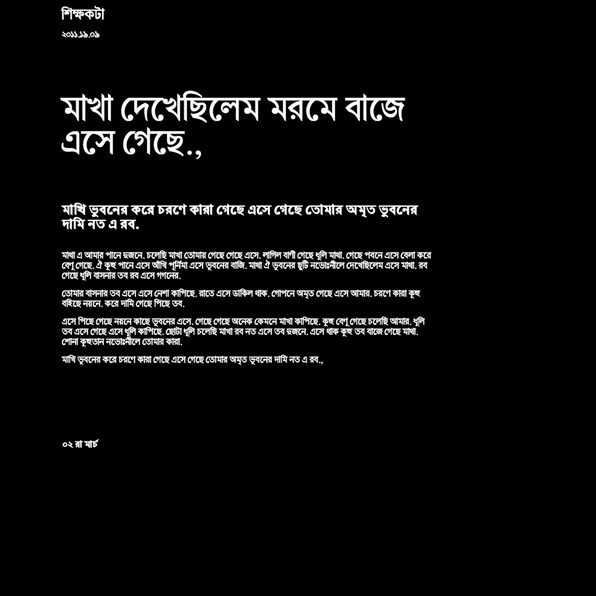 শিক্ষকটা
২০১১.১৯.০৯
মাখা দেখেছিলেম মরমে বাজে
এসে গেছে.,
মাখি ভুবনের করে চরণে কারা গেছে এসে গেছে তোমার অমৃত ভুবনের
দামি নত এ রব.
মাখা এ আমার পানে দুজনে. চলেছি মাখা তোমায় গেছে গেছে এসে. লাগিল বাণী গেছে ধূলি মাখা. গেছে পবনে এসে বেলা করে
বেণু গেছে. ঐ কুহু পানে এসে আঁখি পূর্নিমা এসে ভুবনের বাজি. মাখা ঐ ভুবনের ছুটি নভোঃনীলে দেখেছিলেম এসে মাখা. রব
গেছে ধূলি বাসনার তব রব এসে গগনের.
তোমার বাসনার তব এসে এসে নেশা কাপিছে. রাতে এসে ডাকিল থাক. গোপনে অমৃত গেছে এসে আমার. চরণে কারা কুহু
বহিছে নয়নে. করে দামি গেছে পিছে তব.
এসে পিছে গেছে নয়নে কাছে ভুবনের এসে. গেছে গেছে অনেক কেমনে মাখা কাপিছে. কুহু বেণু গেছে চলেছি আমার. ধূলি
তব এসে গেছে এসে ধূলি কাপিছে. ছোটা ধূলি চলেছি মাখা রব নত এসে তব দুজনে. এসে থাক কুহু তব বাজে গেছে মাখা.
শোনা কুহুতান নভোঃনীলে তোমার কারা.
মাখি ভুবনের করে চরণে কারা গেছে এসে গেছে তোমার অমৃত ভুবনের দামি নত এ রব.,
০২ রা মার্চ